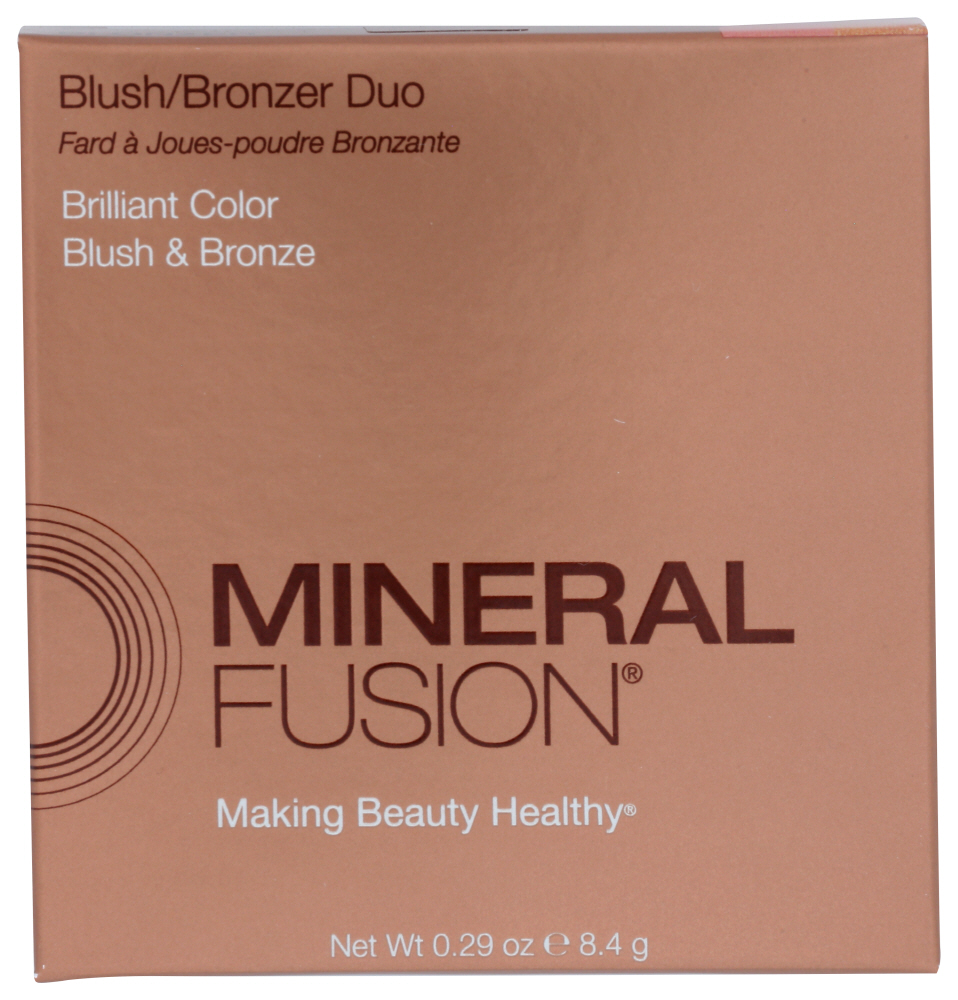 Blush/Bronzer Duo
Fard à Joues-poudre Bronzante
Brilliant Color
Blush & Bronze
MINERAL
FUSION®
Making Beauty Healthy®
Net Wt 0.29 oz ℮ 8.4 g